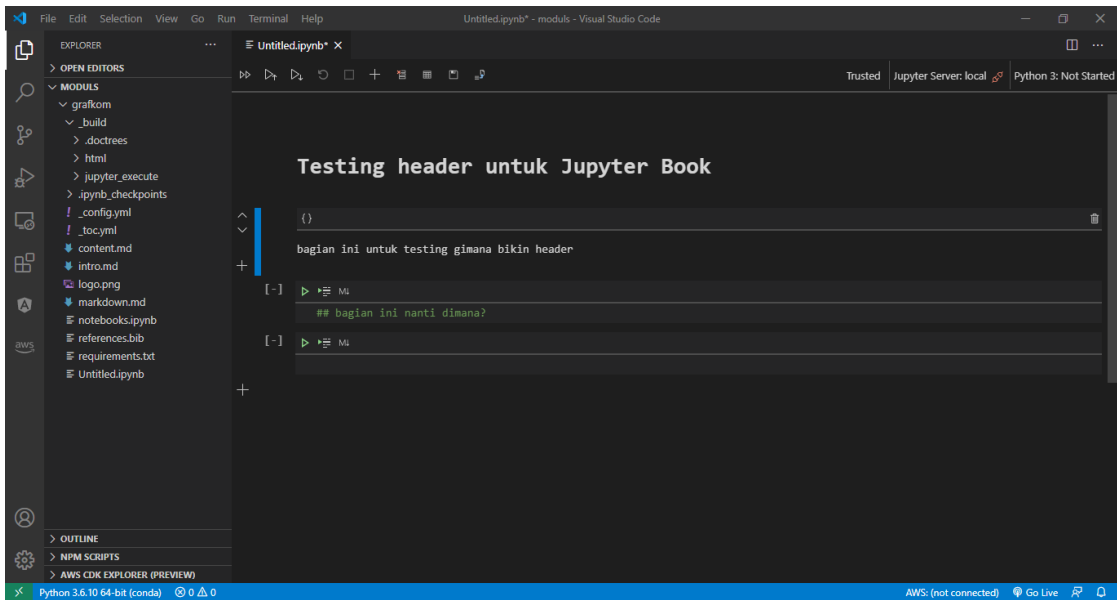 File Edit Selection View Go Run Terminal Help
Untitled.ipynb* - moduls - Visual Studio Code
EXPLORER
OPEN EDITORS
MODULS
grafkom
_build
.doctrees
html
jupyter_execute
.ipynb_checkpoints
_config.yml
_toc.yml
content.md
intro.md
logo.png
markdown.md
notebooks.ipynb
references.bib
requirements.txt
Untitled.ipynb
OUTLINE
NPM SCRIPTS
AWS CDK EXPLORER (PREVIEW)
aws
Untitled.ipynb*
Trusted Jupyter Server: local Python 3: Not Started
Testing header untuk Jupyter Book
{}
bagian ini untuk testing gimana bikin header
[-] M↓
## bagian ini nanti dimana?
[-] M↓
Python 3.6.10 64-bit (conda) 0 0 AWS: (not connected) Go Live